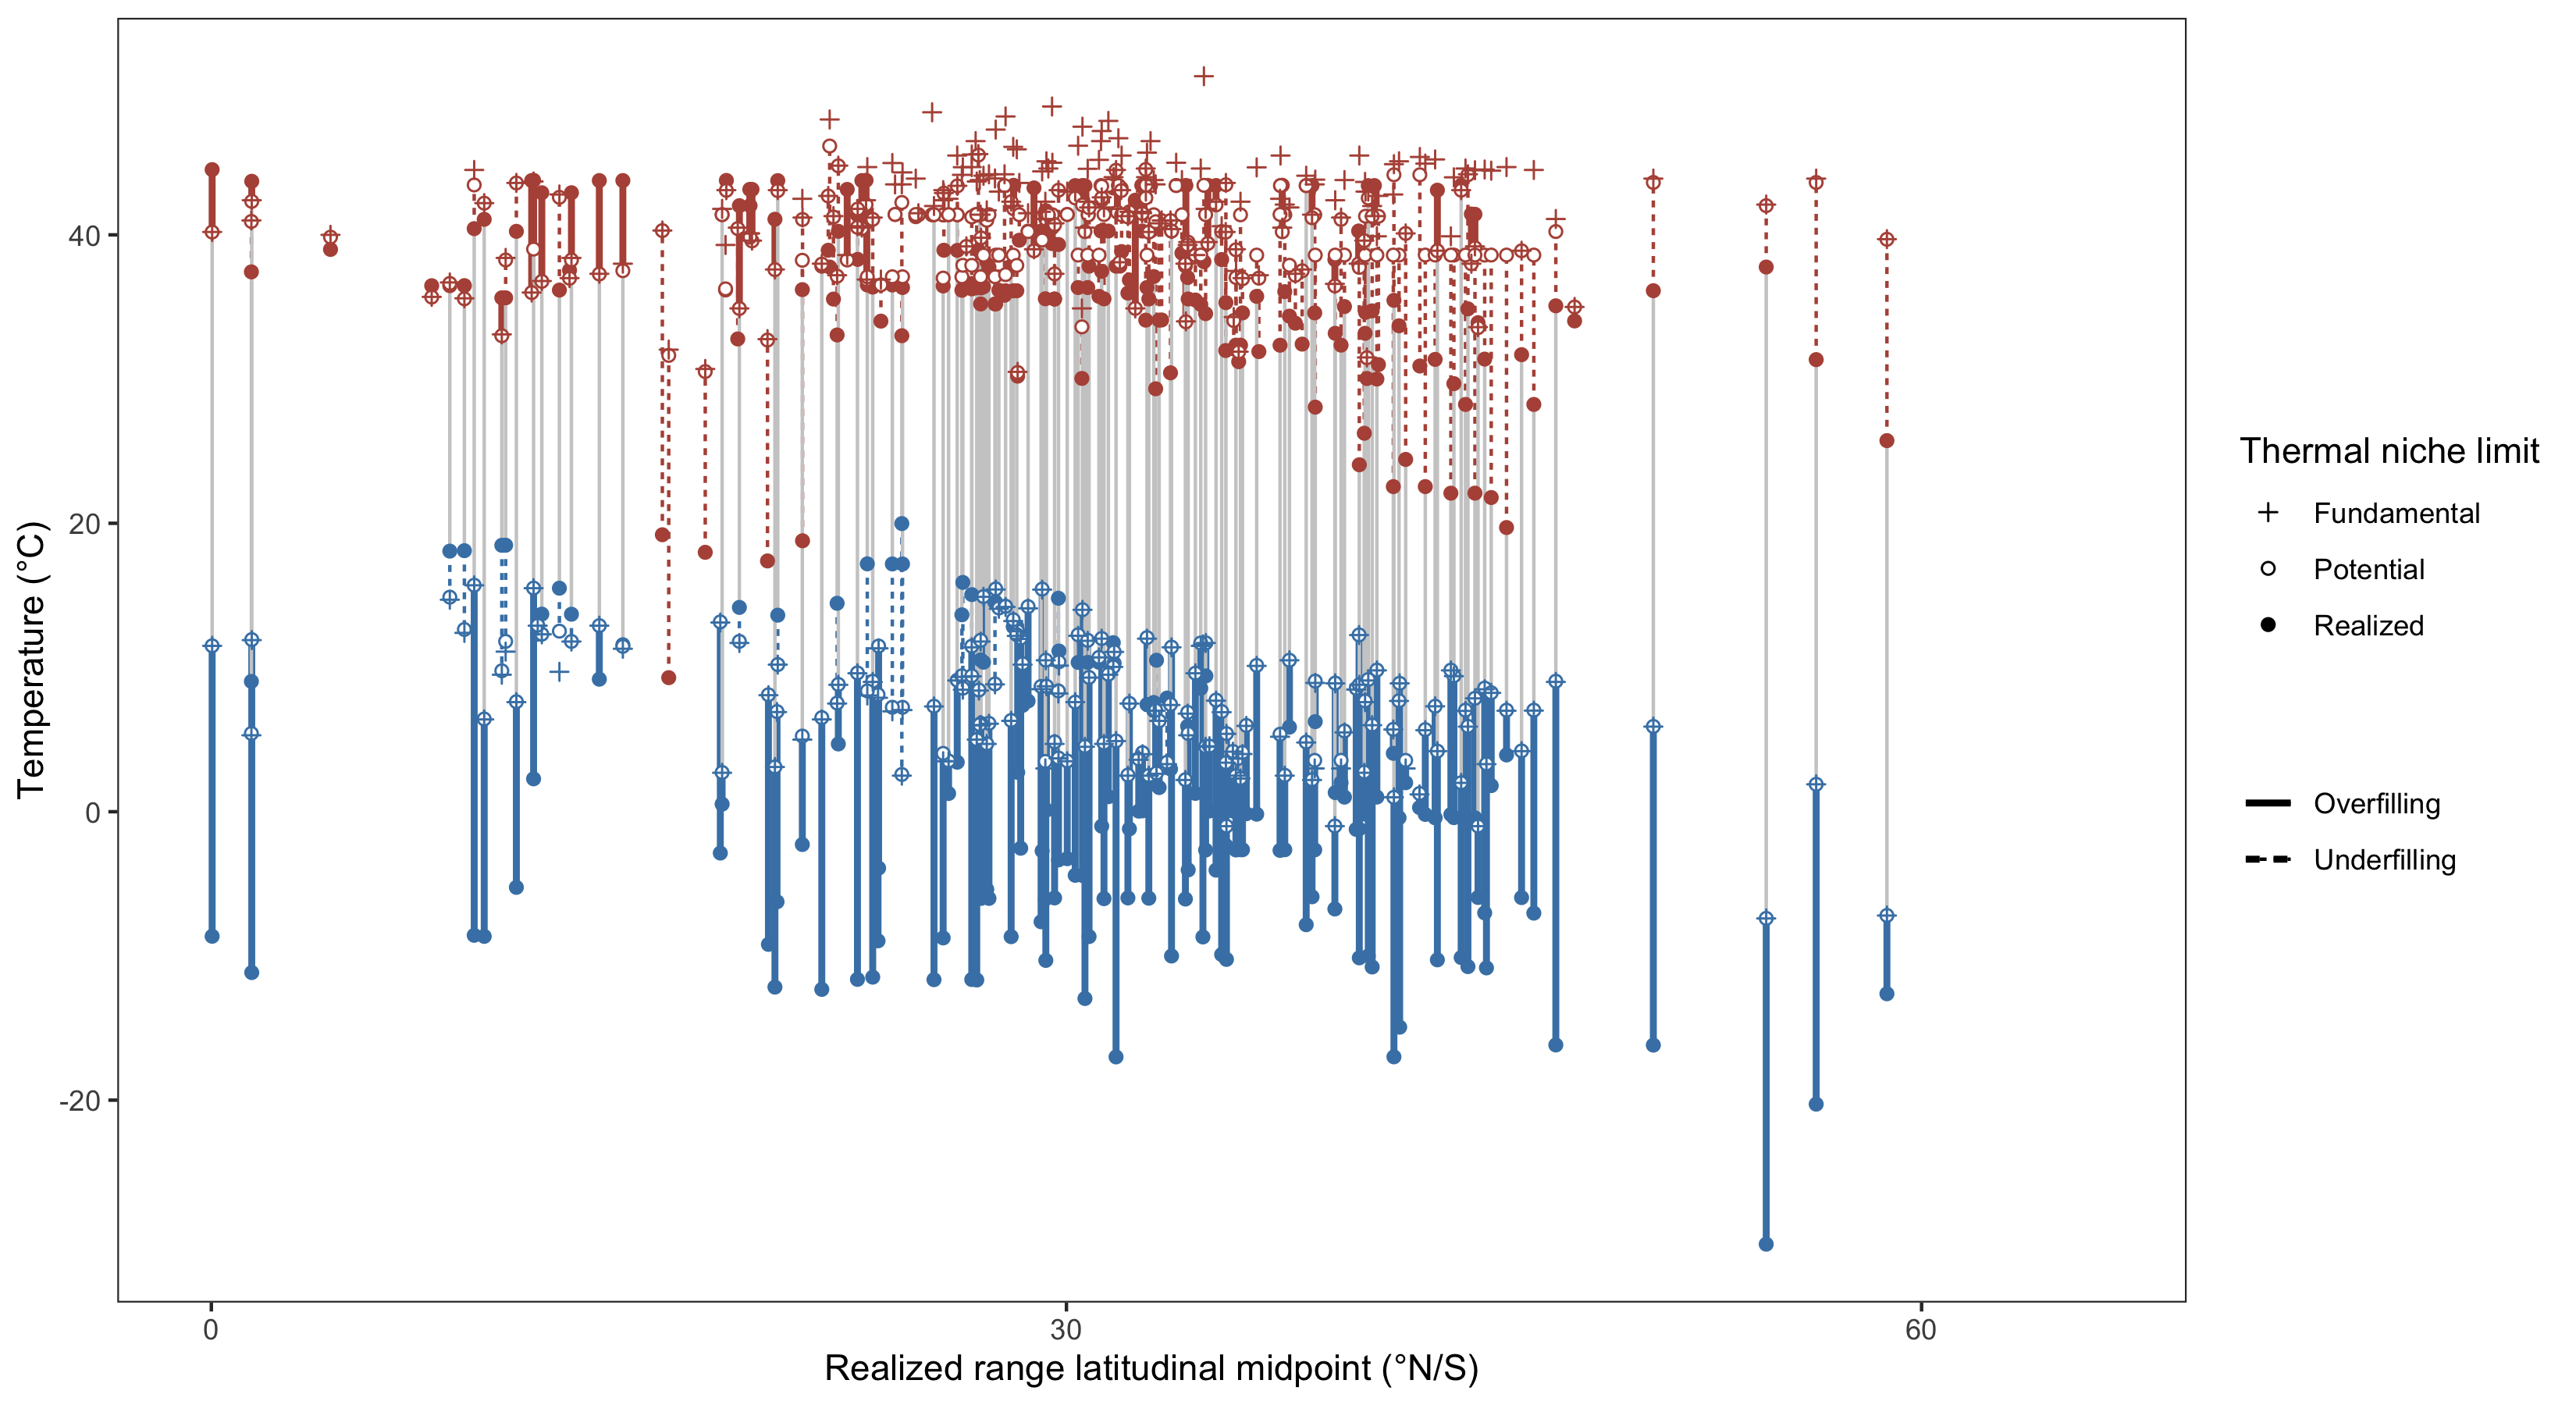 Temperature (°C)
40
20
0
-20
0
30
60
Realized range latitudinal midpoint (°N/S)
Thermal niche limit
Fundamental
Potential
Realized
Overfilling
Underfilling